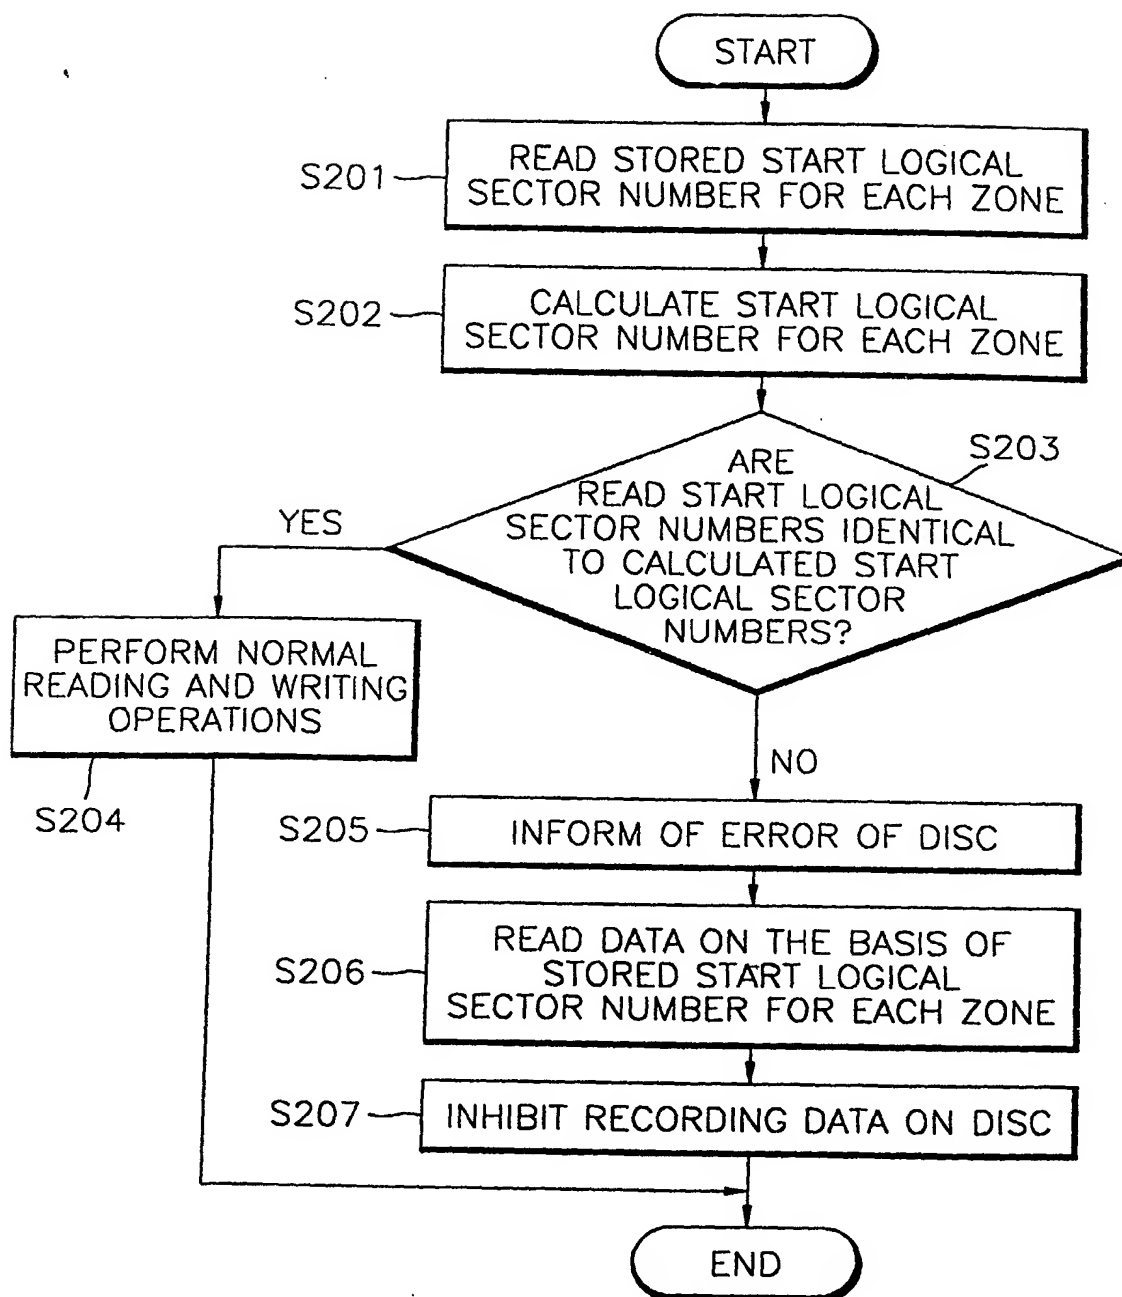 START
S201
READ STORED START LOGICAL
SECTOR NUMBER FOR EACH ZONE
S202
CALCULATE START LOGICAL
SECTOR NUMBER FOR EACH ZONE
S203
ARE
READ START LOGICAL
SECTOR NUMBERS IDENTICAL
TO CALCULATED START
LOGICAL SECTOR
NUMBERS?
YES
PERFORM NORMAL
READING AND WRITING
OPERATIONS
S204
NO
S205
INFORM OF ERROR OF DISC
S206
READ DATA ON THE BASIS OF
STORED START LOGICAL
SECTOR NUMBER FOR EACH ZONE
S207
INHIBIT RECORDING DATA ON DISC
END